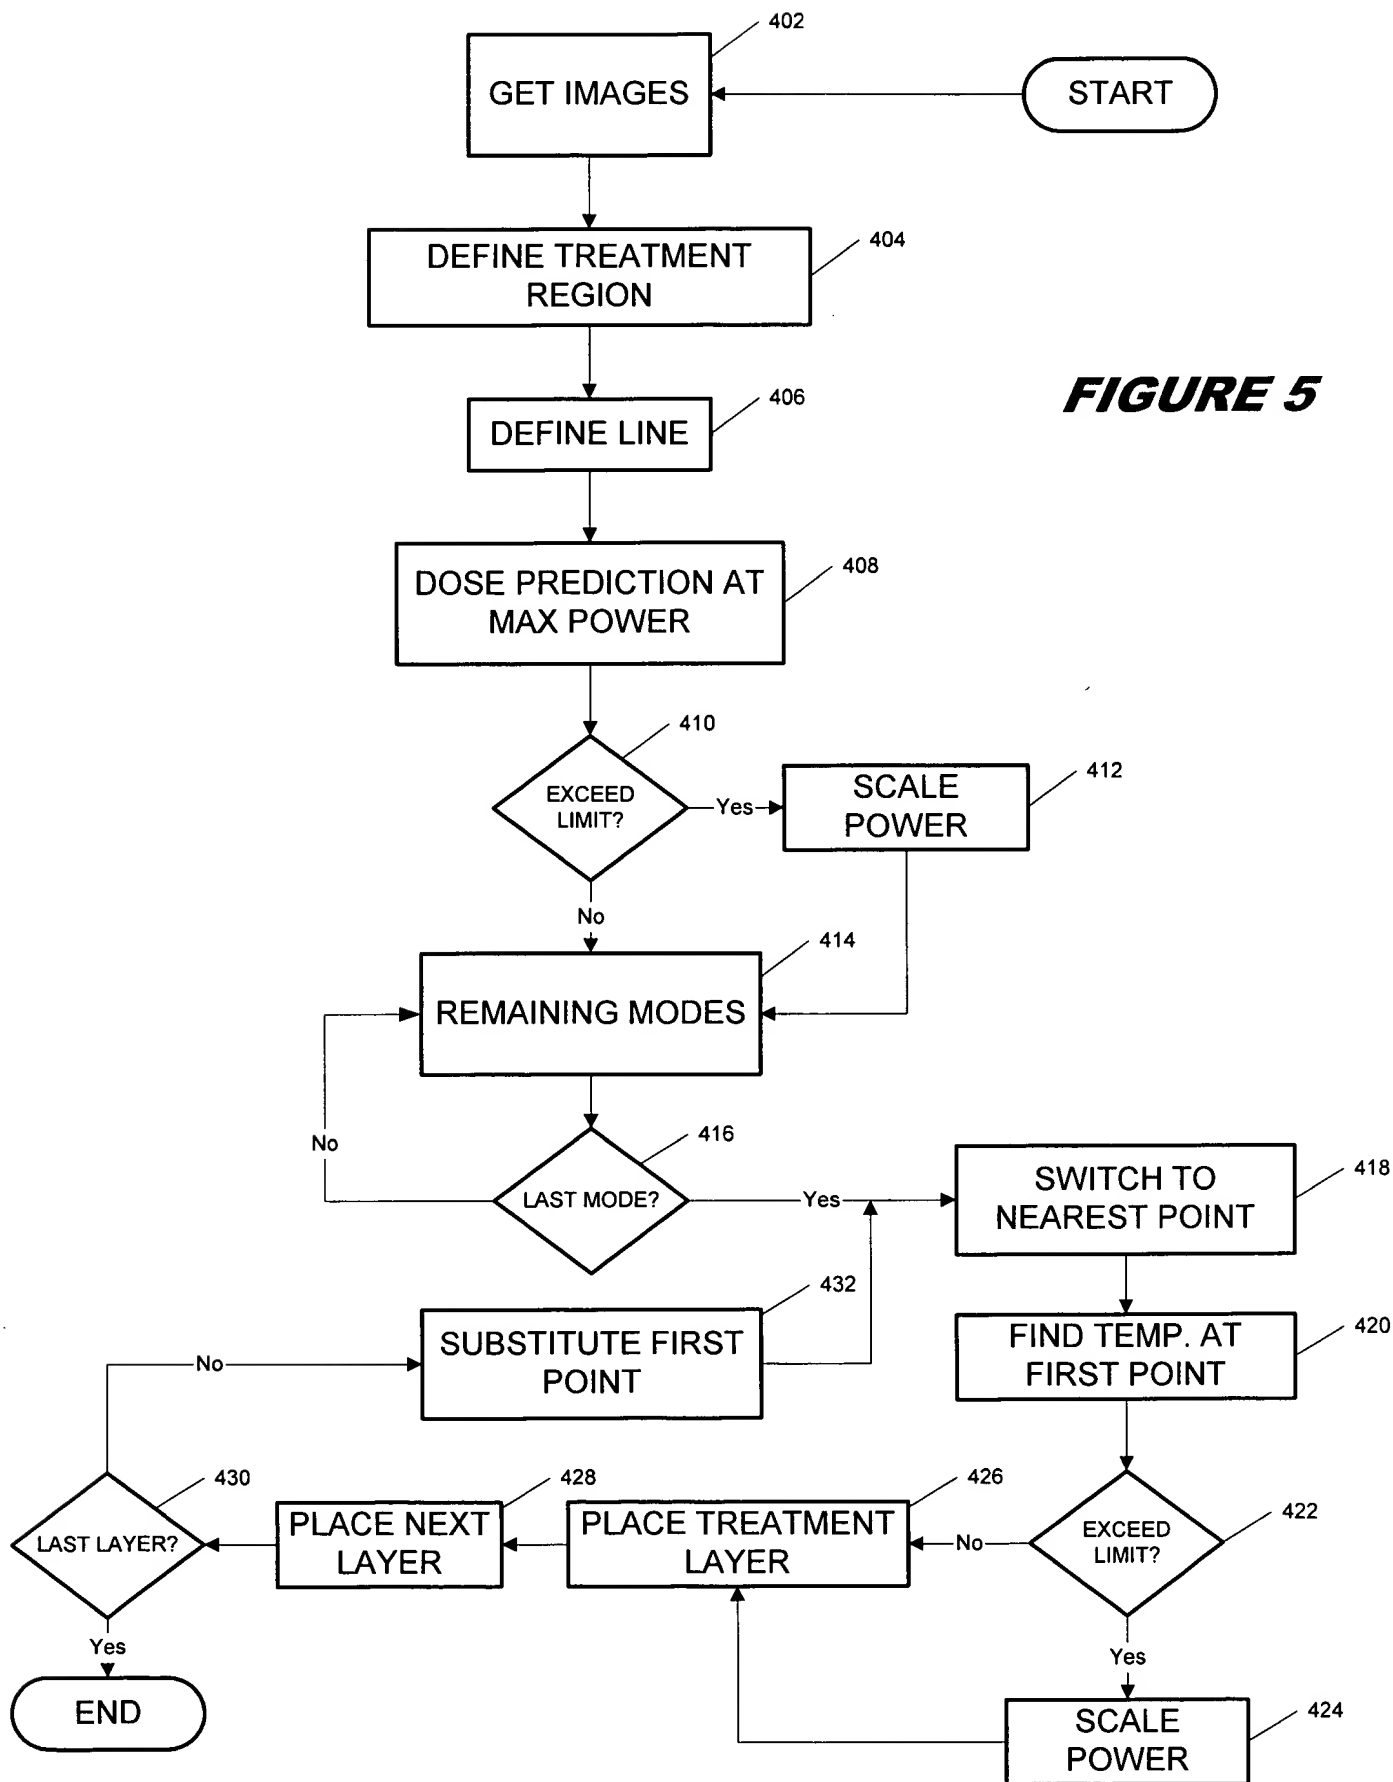 402
GET IMAGES
START
DEFINE TREATMENT
REGION
404
FIGURE 5
406
DEFINE LINE
DOSE PREDICTION AT
MAX POWER
408
410
EXCEED
LIMIT?
Yes
SCALE
POWER
412
No
414
REMAINING MODES
No
416
LAST MODE?
Yes
SWITCH TO
NEAREST POINT
418
432
SUBSTITUTE FIRST
POINT
No
FIND TEMP. AT
FIRST POINT
420
430
LAST LAYER?
428
PLACE NEXT
LAYER
426
PLACE TREATMENT
LAYER
No
EXCEED
LIMIT?
422
Yes
Yes
END
SCALE
POWER
424